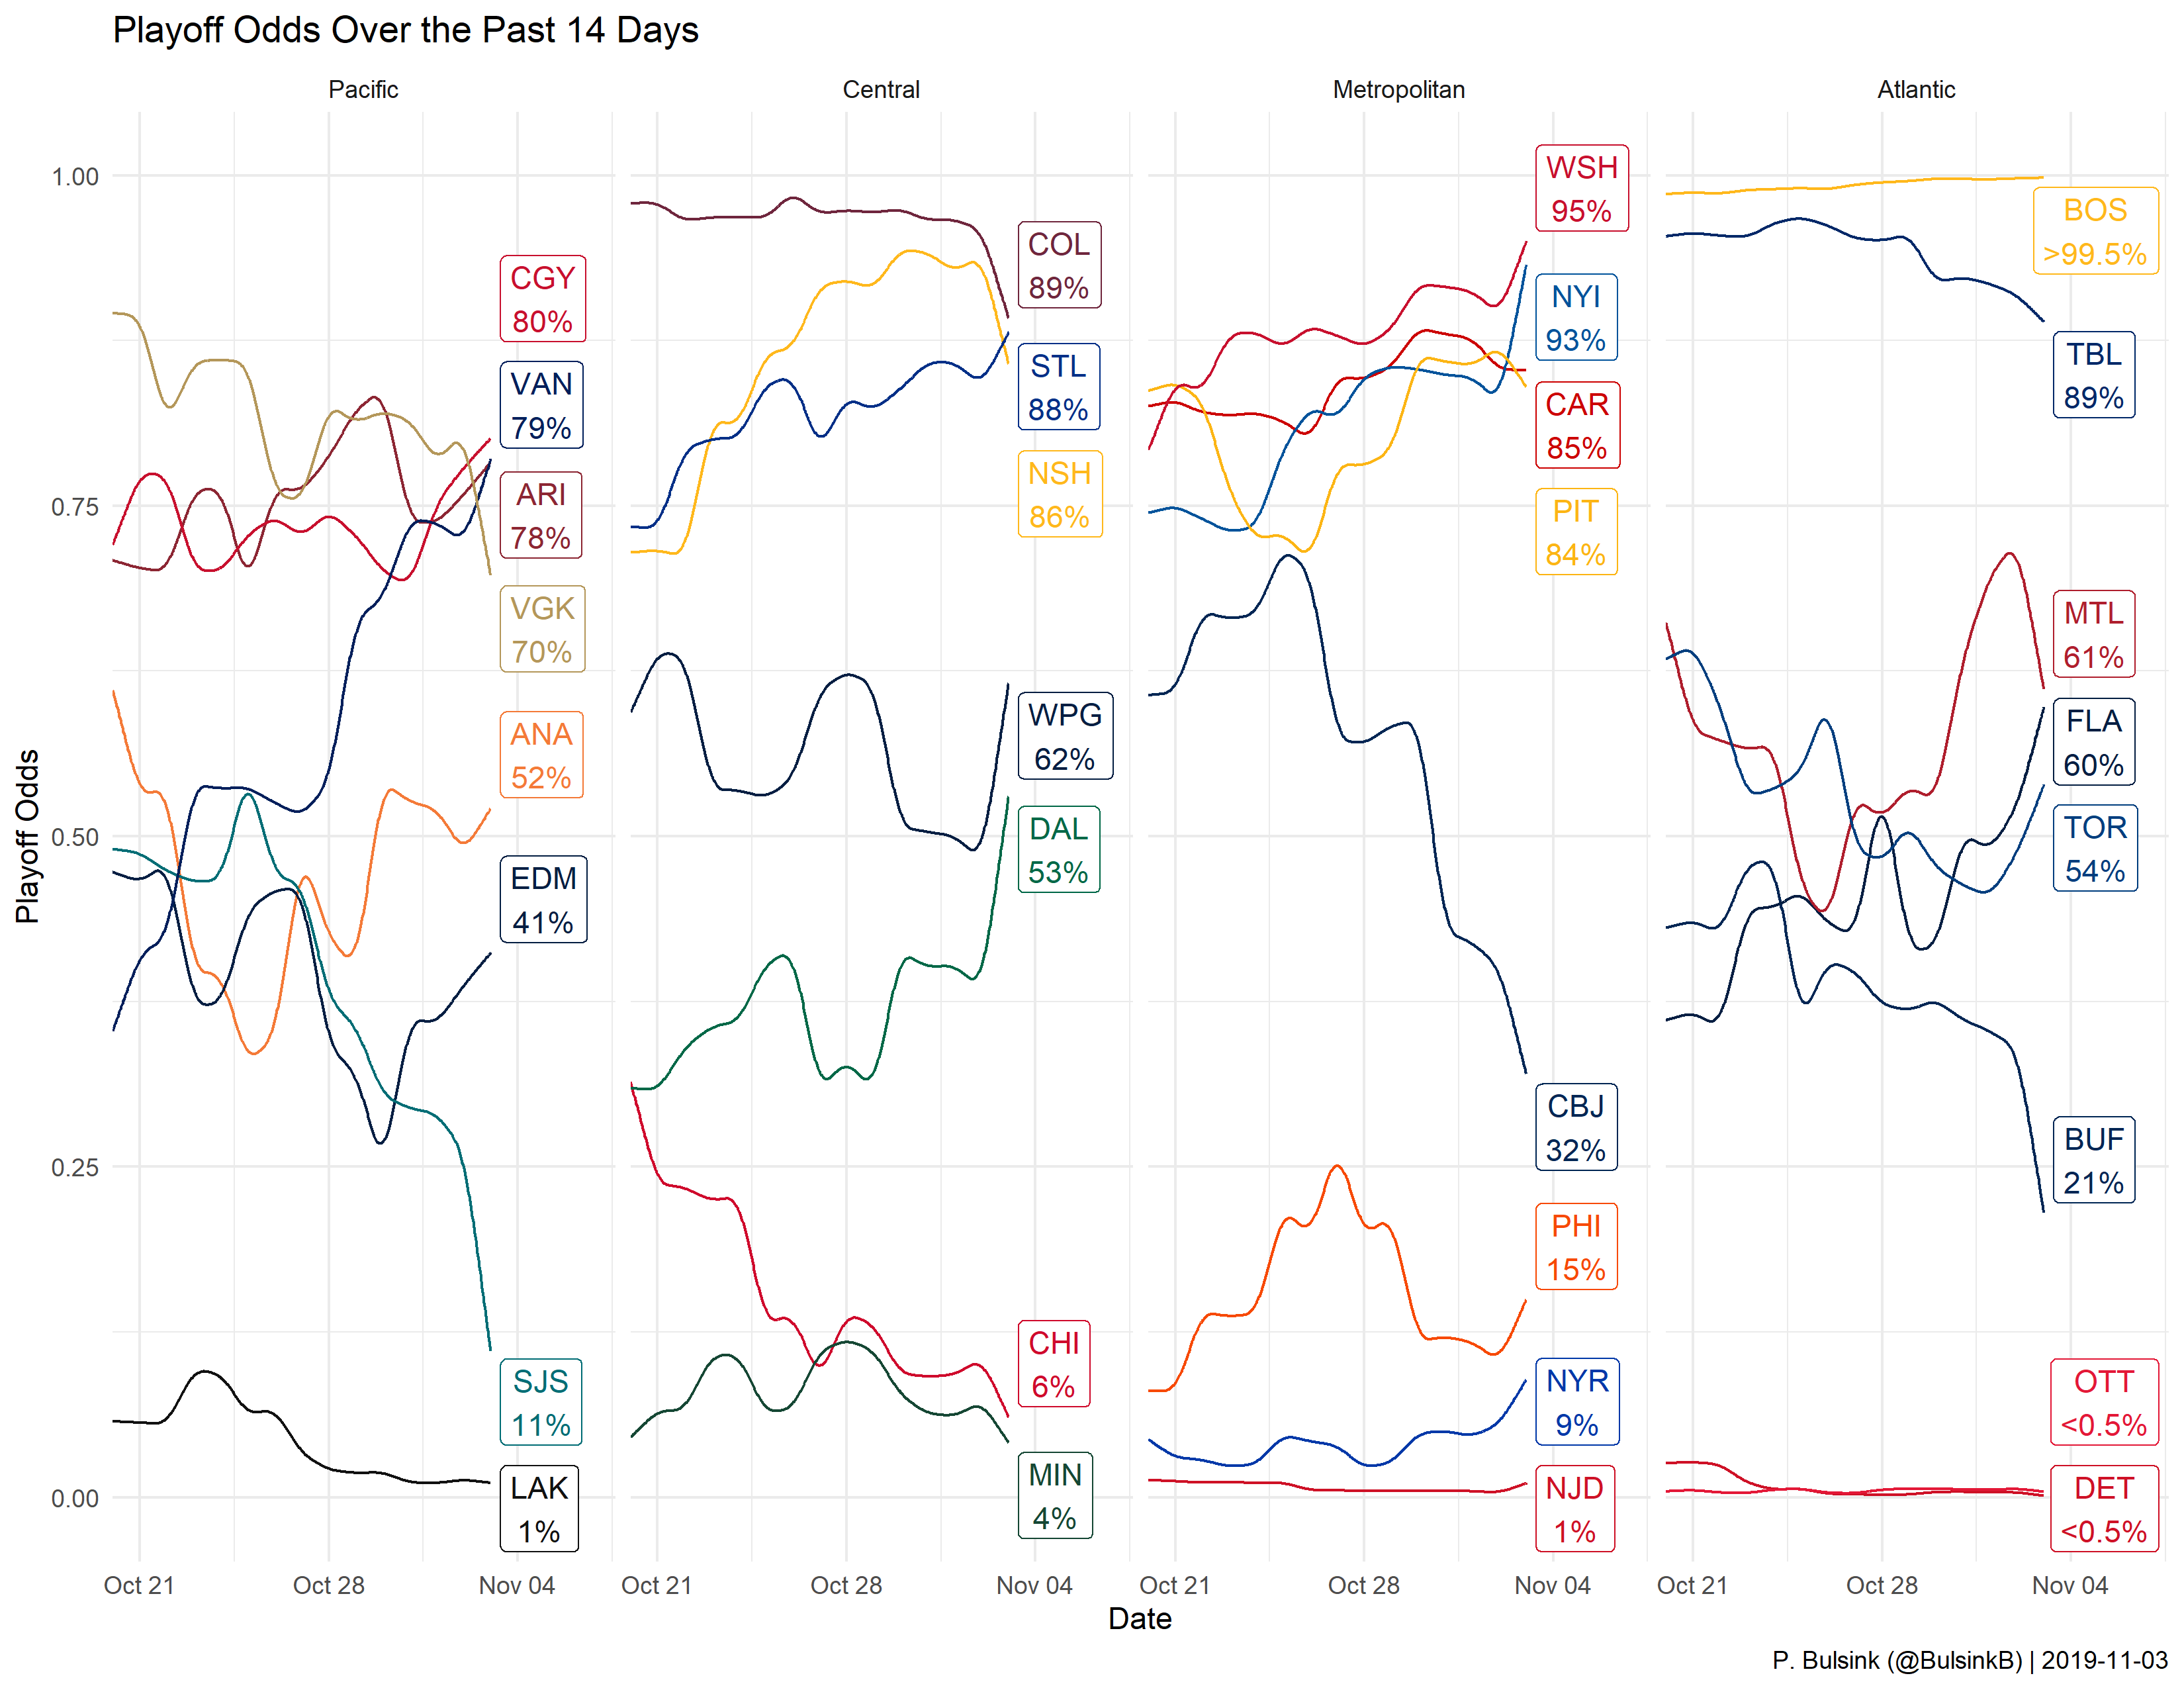 Playoff Odds Over the Past 14 Days
Pacific
Central
Metropolitan
Atlantic
Playoff Odds
1.00
0.75
0.50
0.25
0.00
CGY
80%
VAN
79%
ARI
78%
VGK
70%
ANA
52%
EDM
41%
SJS
11%
LAK
1%
COL
89%
STL
88%
NSH
86%
WPG
62%
DAL
53%
CHI
6%
MIN
4%
WSH
95%
NYI
93%
CAR
85%
PIT
84%
CBJ
32%
PHI
15%
NYR
9%
NJD
1%
BOS
>99.5%
TBL
89%
MTL
61%
FLA
60%
TOR
54%
BUF
21%
OTT
<0.5%
DET
<0.5%
Oct 21
Oct 28
Nov 04
Oct 21
Oct 28
Nov 04
Oct 21
Oct 28
Nov 04
Oct 21
Oct 28
Nov 04
Date
P. Bulsink (@BulsinkB) | 2019-11-03